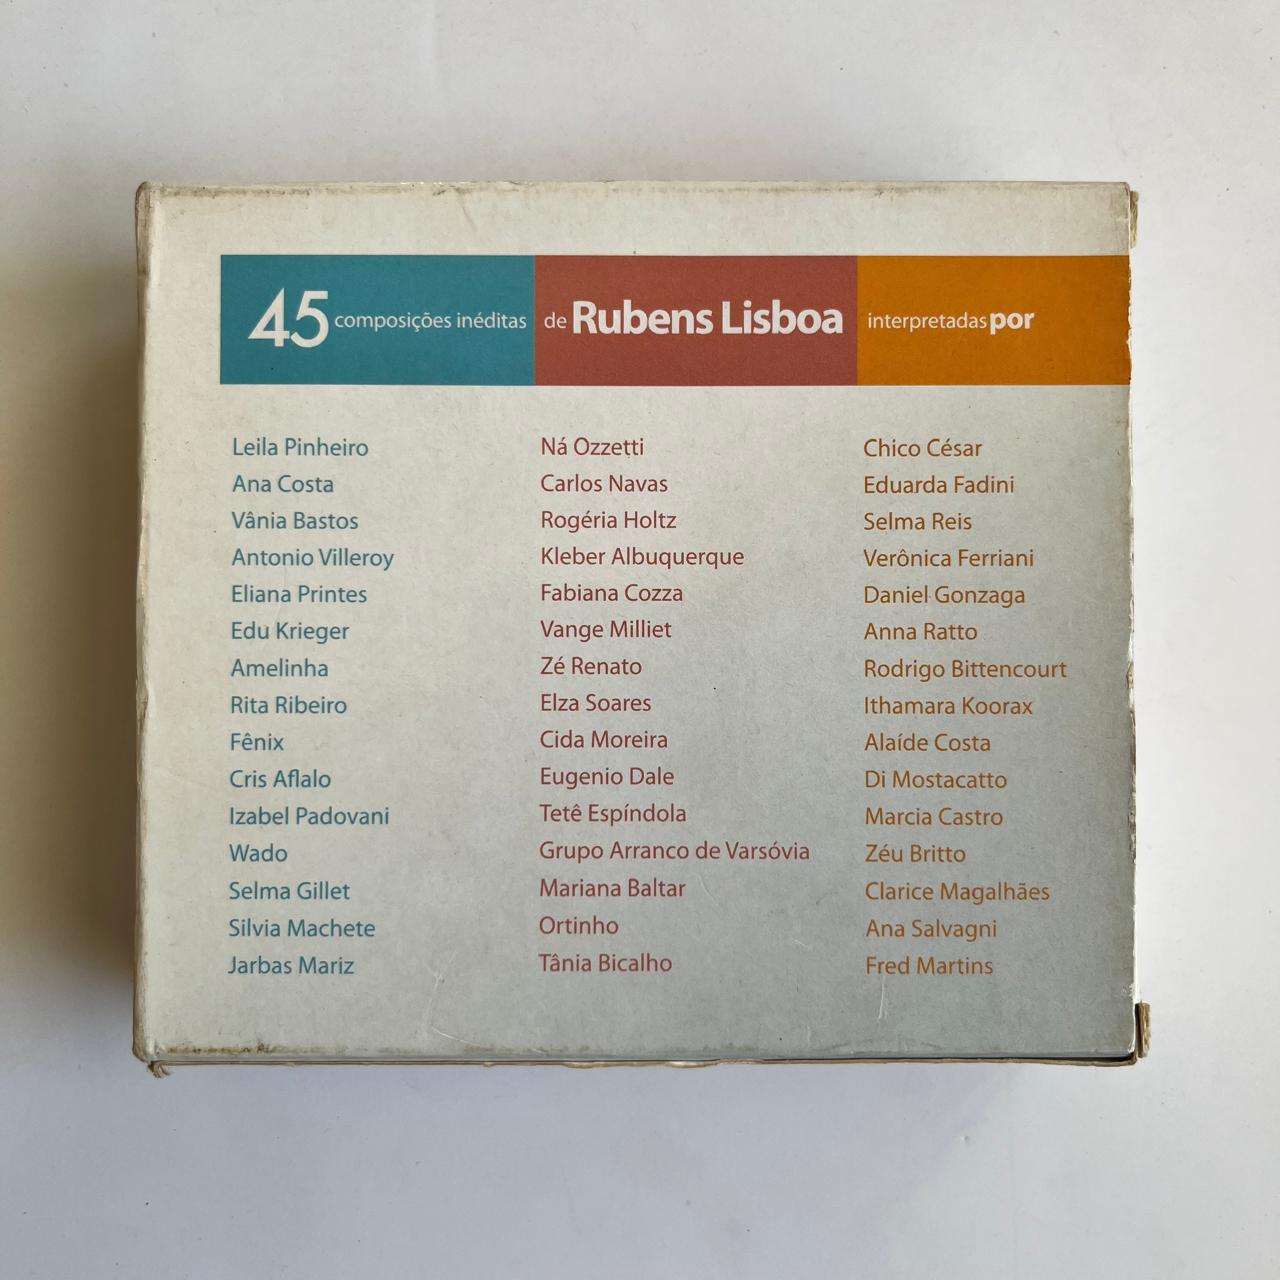 45 composições inéditas de Rubens Lisboa interpretadas por
Leila Pinheiro
Ana Costa
Vânia Bastos
Antonio Villeroy
Eliana Printes
Edu Krieger
Amelinha
Rita Ribeiro
Fênix
Cris Aflalo
Izabel Padovani
Wado
Selma Gillet
Silvia Machete
Jarbas Mariz
Ná Ozzetti
Carlos Navas
Rogéria Holtz
Kleber Albuquerque
Fabiana Cozza
Vange Milliet
Zé Renato
Elza Soares
Cida Moreira
Eugenio Dale
Tetê Espíndola
Grupo Arranco de Varsóvia
Mariana Baltar
Ortinho
Tânia Bicalho
Chico César
Eduarda Fadini
Selma Reis
Verônica Ferriani
Daniel Gonzaga
Anna Ratto
Rodrigo Bittencourt
Ithamara Koorax
Alaíde Costa
Di Mostacatto
Marcia Castro
Zéu Britto
Clarice Magalhães
Ana Salvagni
Fred Martins